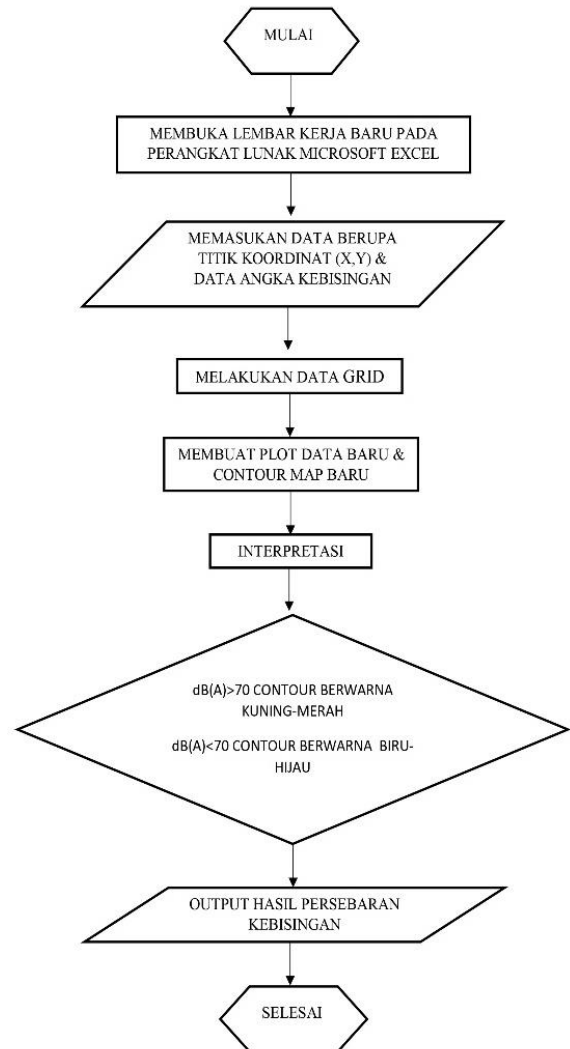 MULAI
MEMBUKA LEMBAR KERJA BARU PADA
PERANGKAT LUNAK MICROSOFT EXCEL
MEMASUKAN DATA BERUPA
TITIK KOORDINAT (X,Y) &
DATA ANGKA KEBISINGAN
MELAKUKAN DATA GRID
MEMBUAT PLOT DATA BARU &
CONTOUR MAP BARU
INTERPRETASI
dB(A)>70 CONTOUR BERWARNA
KUNING-MERAH
dB(A)<70 CONTOUR BERWARNA BIRU-
HIJAU
OUTPUT HASIL PERSEBARAN
KEBISINGAN
SELESAI